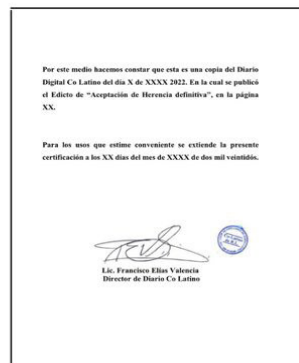 Por este medio hacemos constar que esta es una copia del Diario
Digital Co Latino del día X de XXXX 2022. En la cual se publicó
el Edicto de “Aceptación de Herencia definitiva”, en la página
XX.
Para los usos que estime conveniente se extiende la presente
certificación a los XX días del mes de XXXX de dos mil veintidós.
Lic. Francisco Elías Valencia
Director de Diario Co Latino